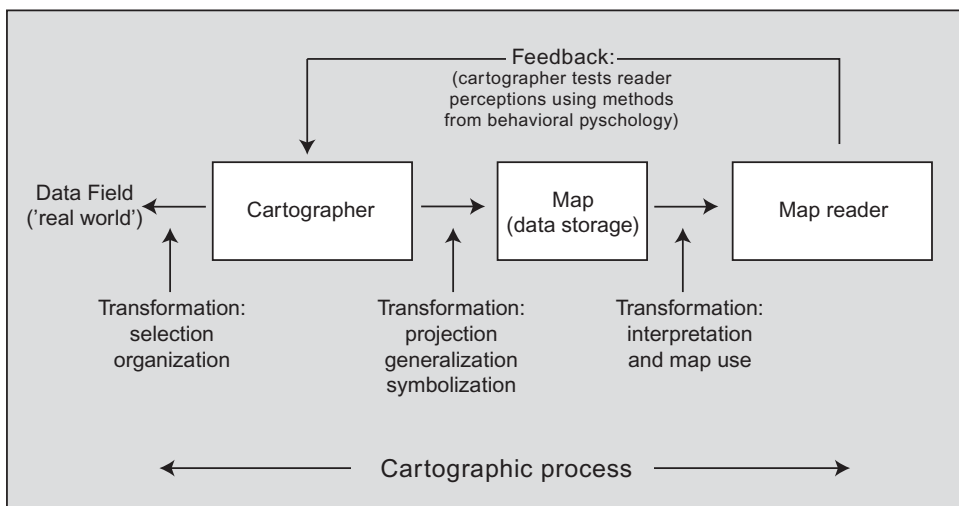 Feedback:
(cartographer tests reader
perceptions using methods
from behavioral pyschology)
Data Field
('real world')
Cartographer
Map
(data storage)
Map reader
Transformation:
selection
organization
Transformation:
projection
generalization
symbolization
Transformation:
interpretation
and map use
Cartographic process